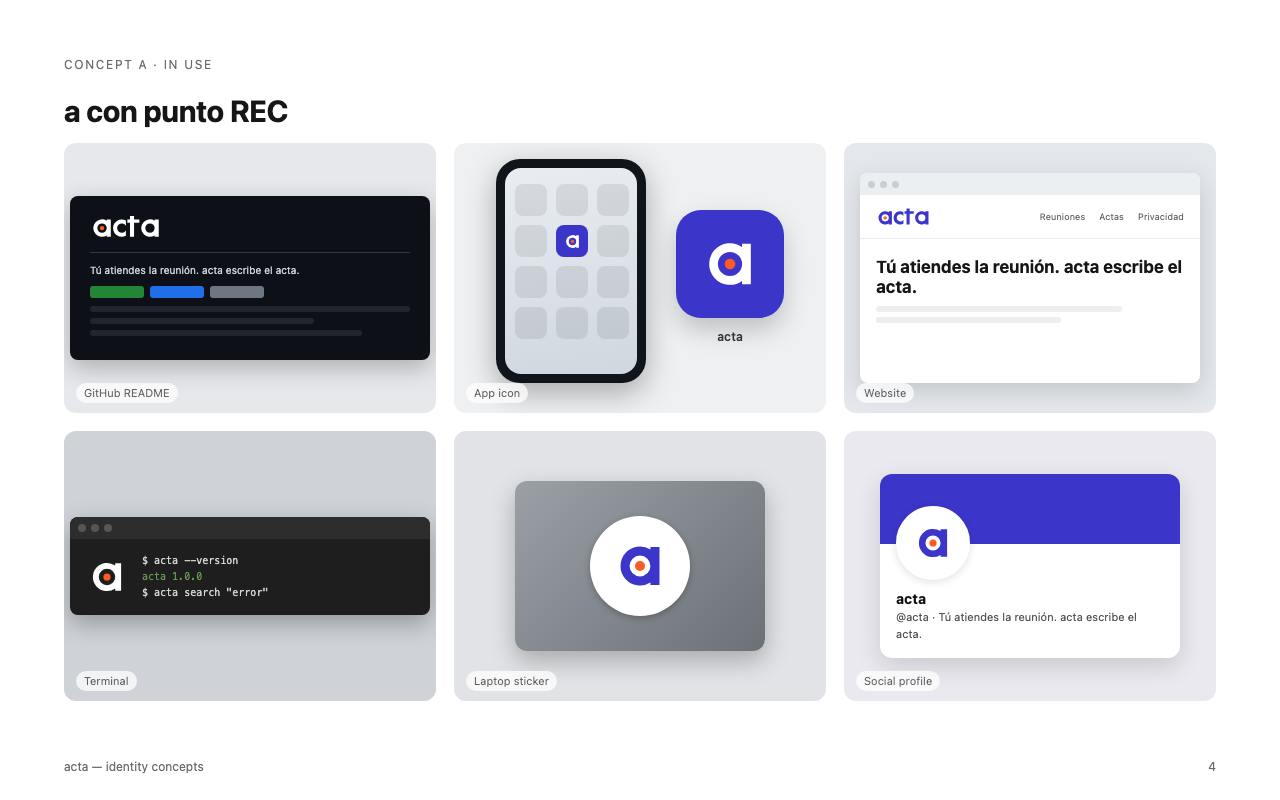 CONCEPT A · IN USE
a con punto REC
acta
Tú atiendes la reunión. acta escribe el acta.
GitHub README
a
a
acta
App icon
acta
Reuniones Actas Privacidad
Tú atiendes la reunión. acta escribe el
acta.
Website
a
$ acta --version
acta 1.0.0
$ acta search "error"
Terminal
a
Laptop sticker
a
acta
@acta · Tú atiendes la reunión. acta escribe el
acta.
Social profile
acta — identity concepts
4